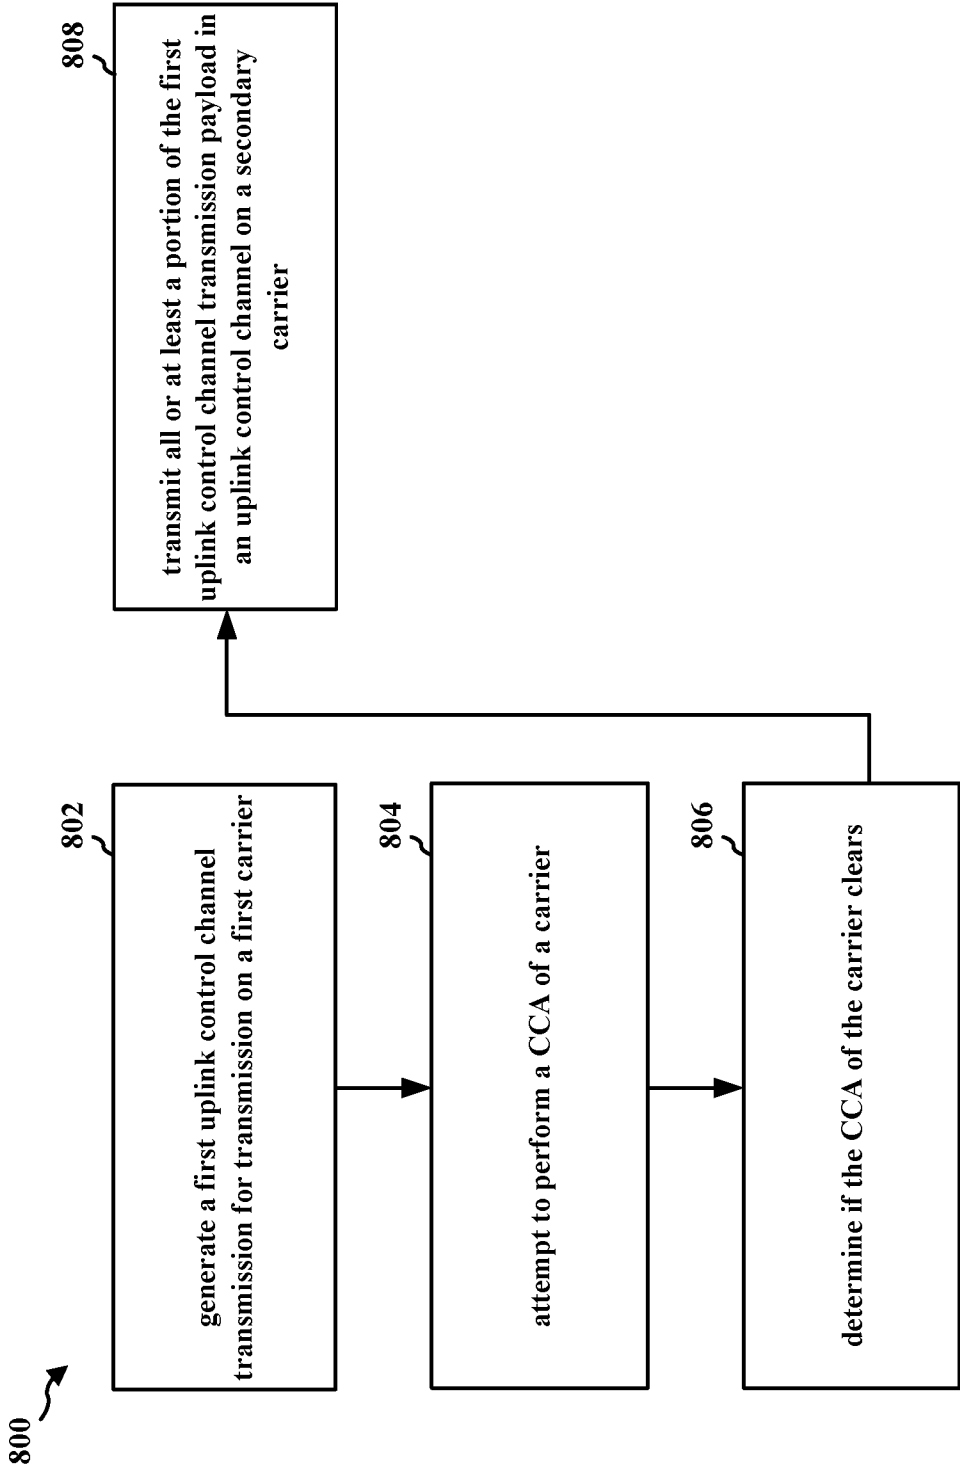 800
802
generate a first uplink control channel
transmission for transmission on a first carrier
804
attempt to perform a CCA of a carrier
806
determine if the CCA of the carrier clears
808
transmit all or at least a portion of the first
uplink control channel transmission payload in
an uplink control channel on a secondary
carrier